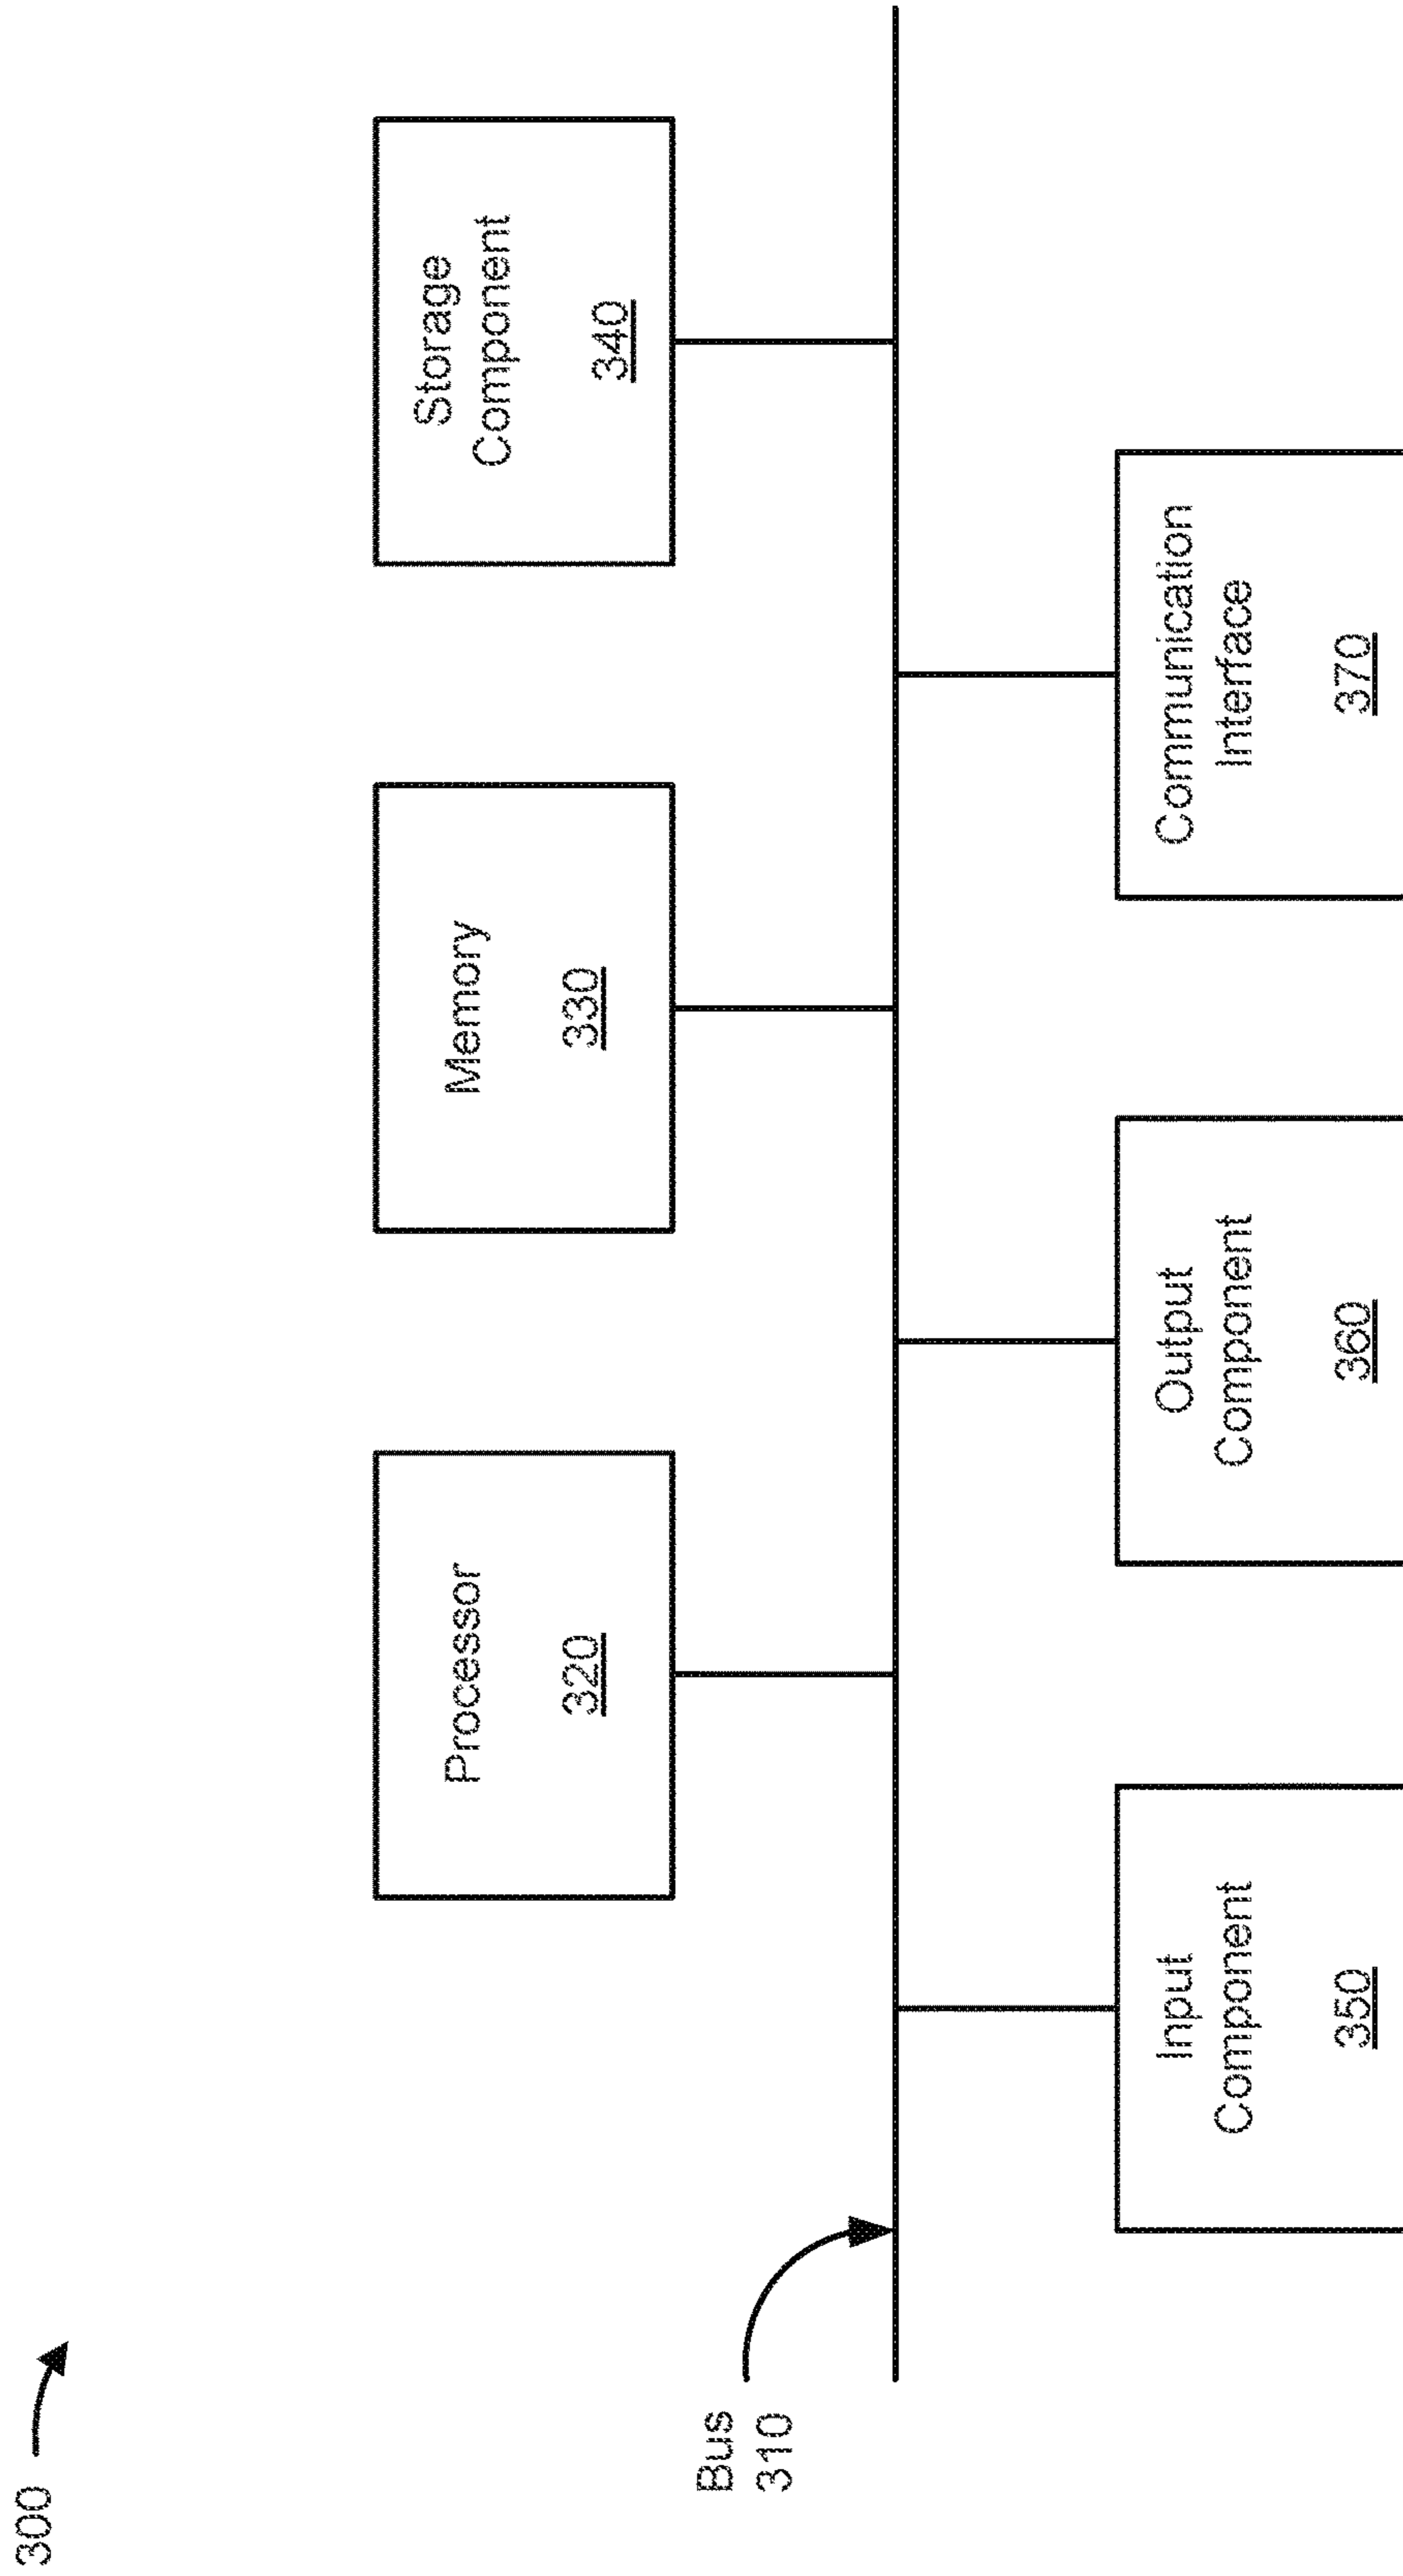 300
Processor
320
Memory
330
Storage
Component
340
Bus
310
Input
Component
350
Output
Component
360
Communication
Interface
370